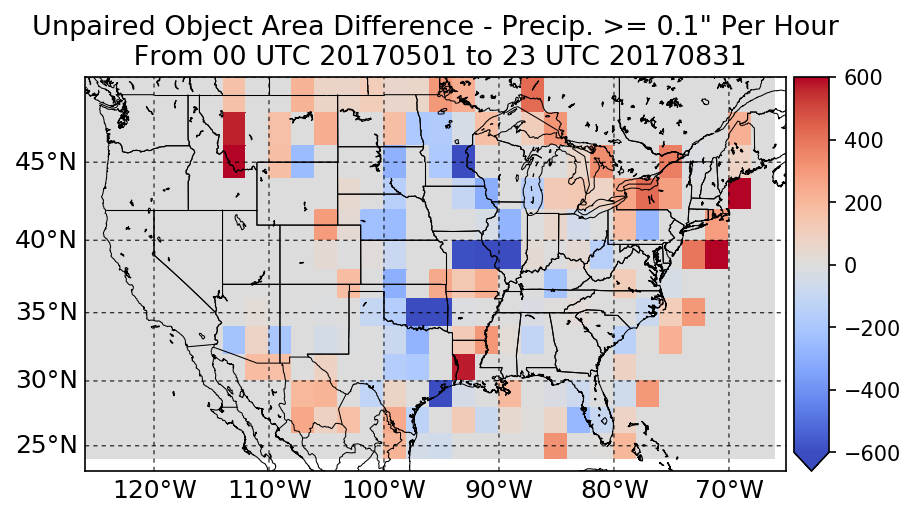 Unpaired Object Area Difference - Precip. >= 0.1" Per Hour
From 00 UTC 20170501 to 23 UTC 20170831
600
400
200
0
−200
−400
−600
45°N
40°N
35°N
30°N
25°N
120°W 110°W 100°W 90°W 80°W 70°W